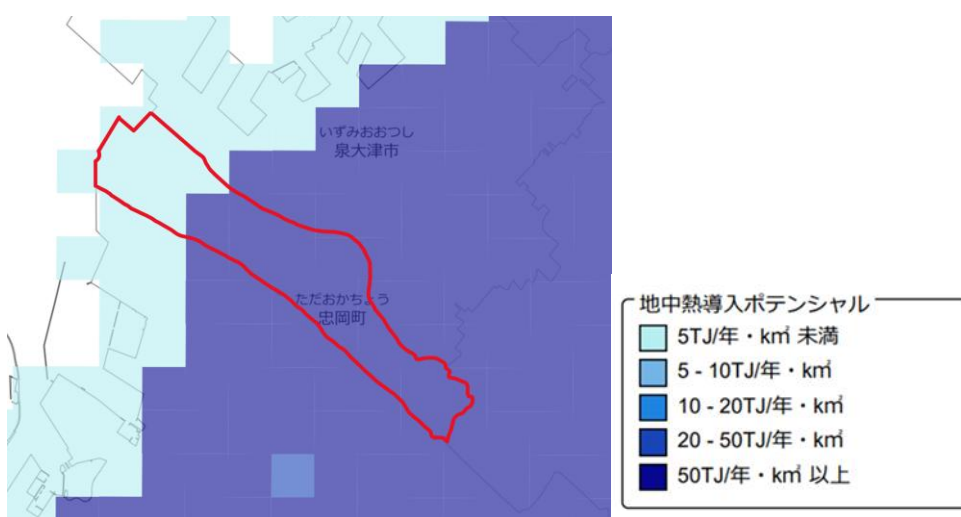 いずみおおつし
泉大津市
ただおかちょう
忠岡町
地中熱導入ポテンシャル
5TJ/年・k㎡ 未満
5 - 10TJ/年・k㎡
10 - 20TJ/年・k㎡
20 - 50TJ/年・k㎡
50TJ/年・k㎡ 以上